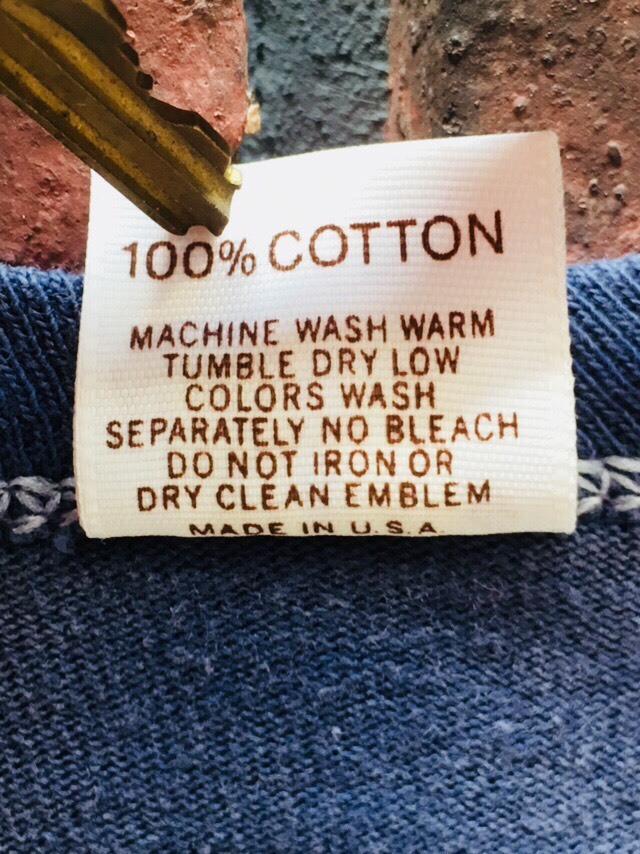 100% COTTON
MACHINE WASH WARM
TUMBLE DRY LOW
COLORS WASH
SEPARATELY NO BLEACH
DO NOT IRON OR
DRY CLEAN EMBLEM
MADE IN U.S.A.